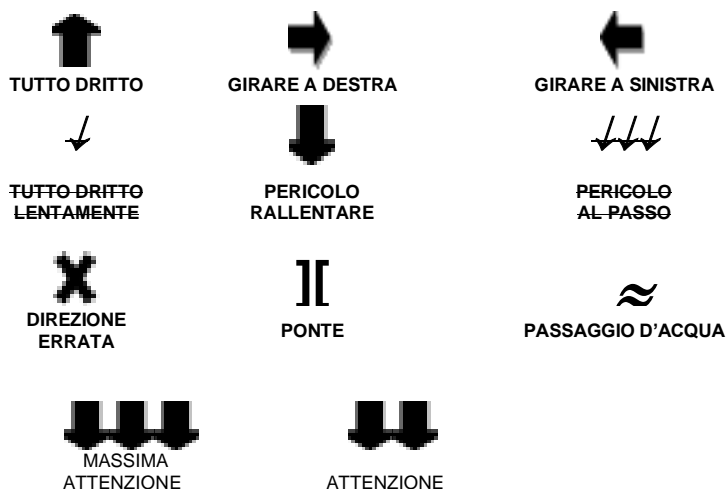 TUTTO DRITTO
GIRARE A DESTRA
GIRARE A SINISTRA
TUTTO DRITTO
LENTAMENTE
PERICOLO
RALLENTARE
PERICOLO
AL PASSO
][
≈
DIREZIONE
ERRATA
PONTE
PASSAGGIO D'ACQUA
MASSIMA
ATTENZIONE
ATTENZIONE